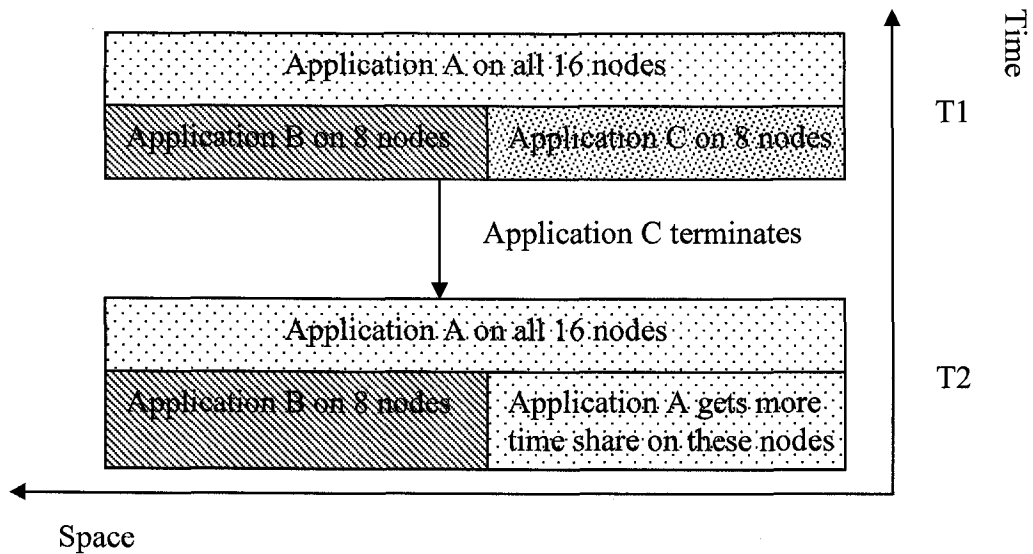 Time
Application A on all 16 nodes
T1
Application B on 8 nodes
Application C on 8 nodes
Application C terminates
Application A on all 16 nodes
T2
Application B on 8 nodes
Application A gets more
time share on these nodes
Space